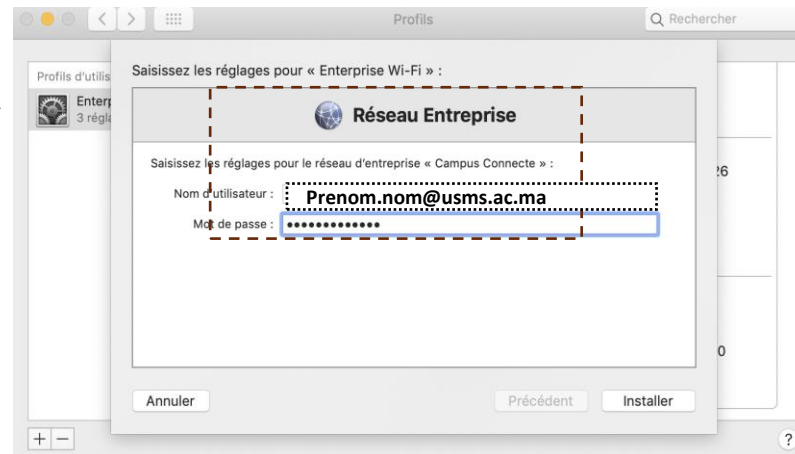 Profils
Rechercher
Profils d'utilis
Saisissez les réglages pour « Enterprise Wi-Fi » :
Enterp
3 régla
Réseau Entreprise
Saisissez les réglages pour le réseau d'entreprise « Campus Connecte » :
26
Nom d'utilisateur :
Prenom.nom@usms.ac.ma
Mot de passe : •••••••••••••
0
Annuler
Précédent
Installer
+ −
?